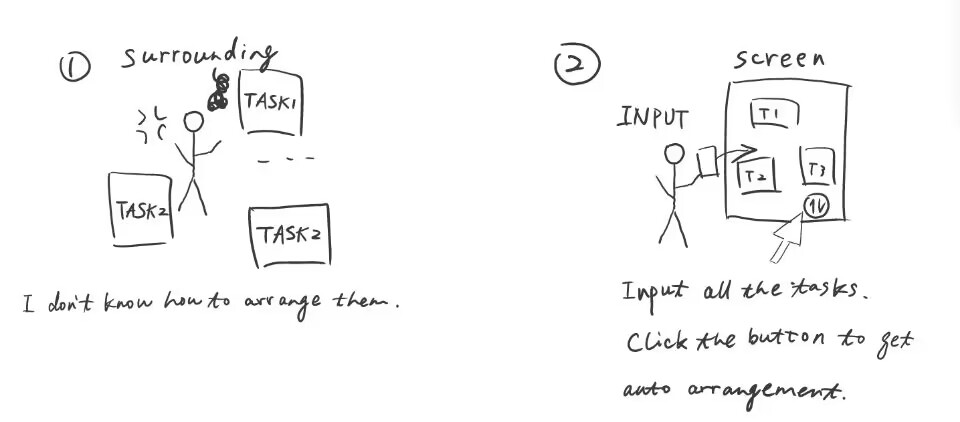 ①
surrounding
TASK1
TASK2
TASK2
I don't know how to arrange them.
②
screen
INPUT
T1
T2
T3
Input all the tasks.
Click the button to get
auto arrangement.